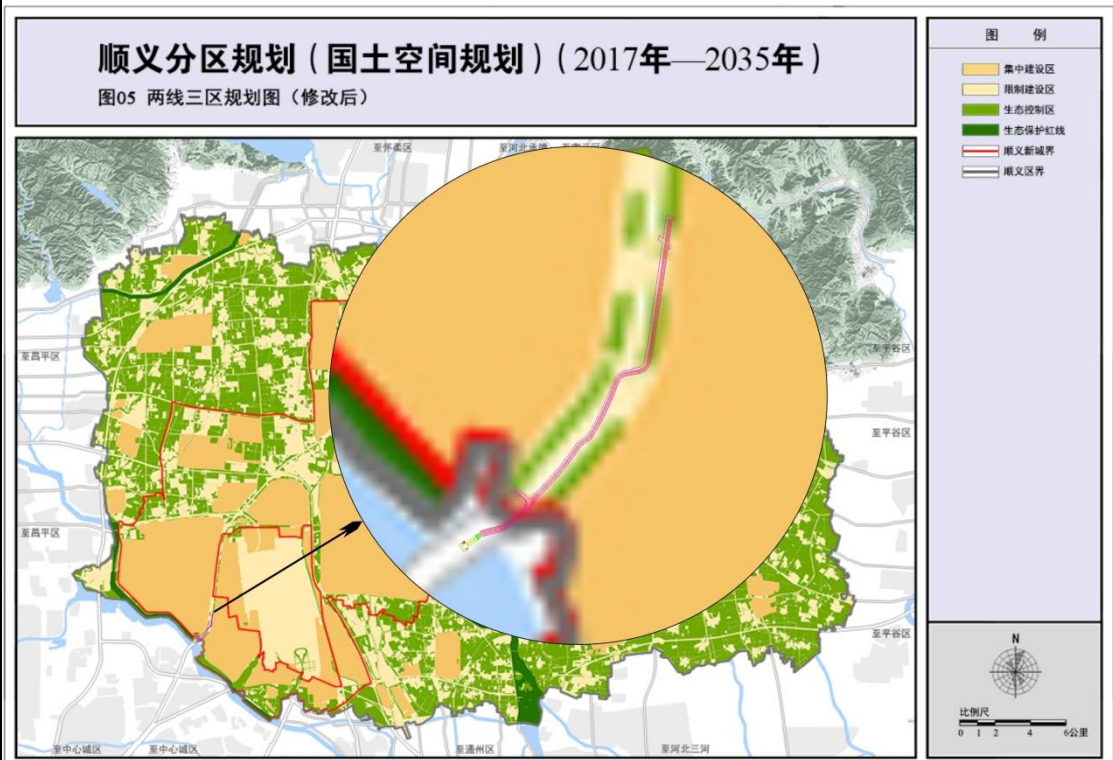 顺义分区规划（国土空间规划）（2017年—2035年）
图05 两线三区规划图（修改后）
图 例
集中建设区
限制建设区
生态控制区
生态保护红线
顺义新城界
顺义区界
至怀柔区
至昌平区
至平谷区
至平谷区
至昌平区
至平谷区
至中心城区
至中心城区
至通州区
至河北三河
N
比例尺
0 1 2 4 6公里